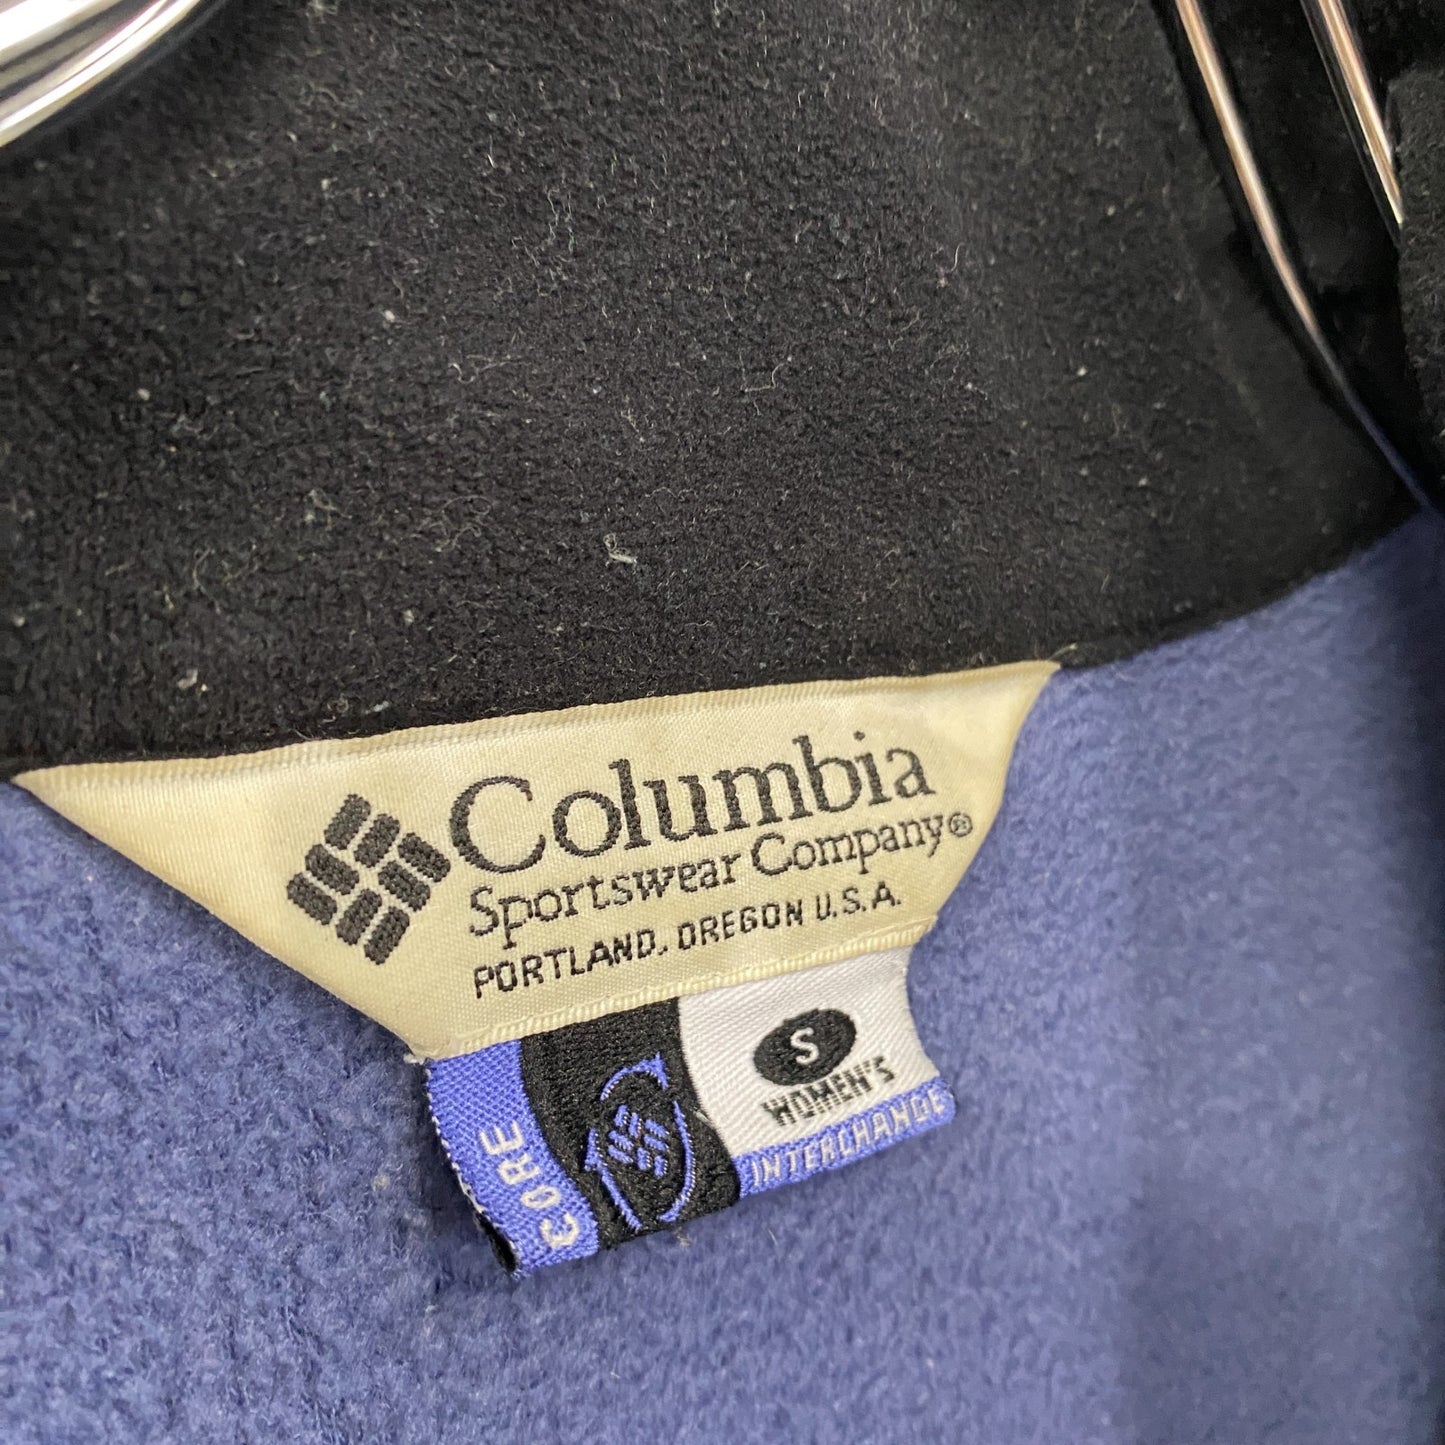 Columbia
Sportswear Company®
PORTLAND, OREGON U.S.A.
S
WOMEN'S
INTERCHANGE
CORE